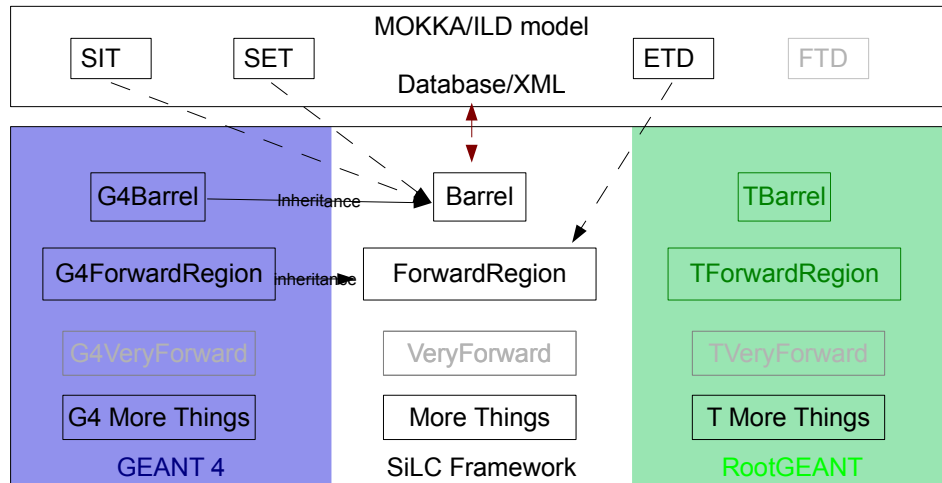 MOKKA/ILD model
SIT
SET
ETD
FTD
Database/XML
G4Barrel
Inheritance
Barrel
TBarrel
G4ForwardRegion
inheritance
ForwardRegion
TForwardRegion
G4VeryForward
VeryForward
TVeryForward
G4 More Things
More Things
T More Things
GEANT 4
SiLC Framework
RootGEANT